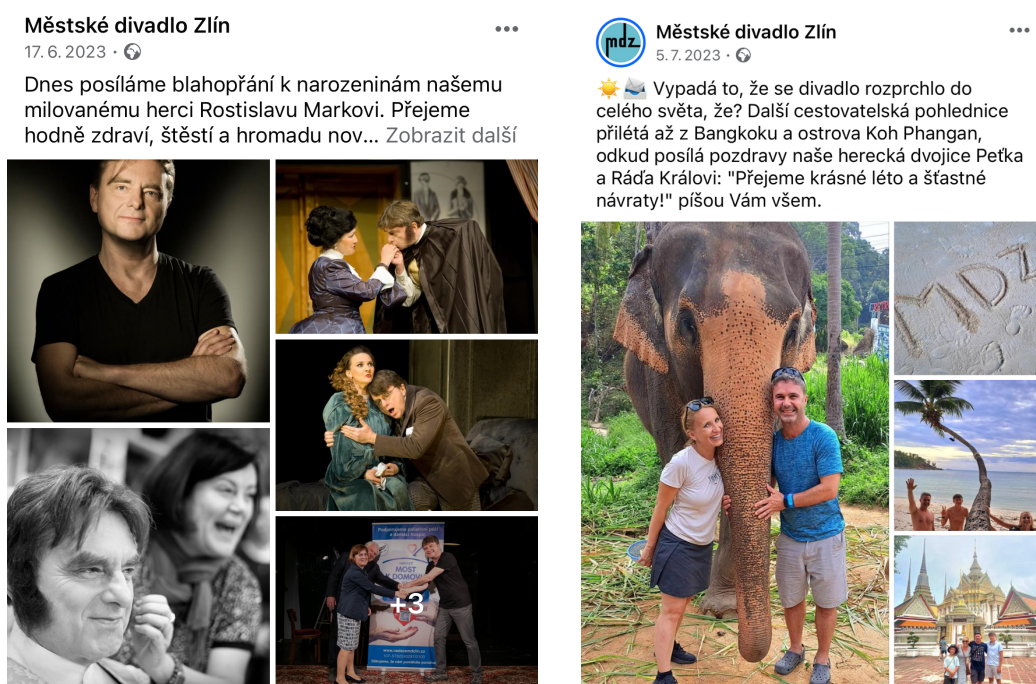 Městské divadlo Zlín
17. 6. 2023 ·
Dnes posíláme blahopřání k narozeninám našemu
milovanému herci Rostislavu Markovi. Přejeme
hodně zdraví, štěstí a hromadu nov... Zobrazit další
MOST
K DOMOVU
+3
mdz
Městské divadlo Zlín
5. 7. 2023 ·
☀️📨 Vypadá to, že se divadlo rozprchlo do
celého světa, že? Další cestovatelská pohlednice
přilétá až z Bangkoku a ostrova Koh Phangan,
odkud posílá pozdravy naše herecká dvojice Peťka
a Ráďa Královi: "Přejeme krásné léto a šťastné
návraty!" píšou Vám všem.
MDZ